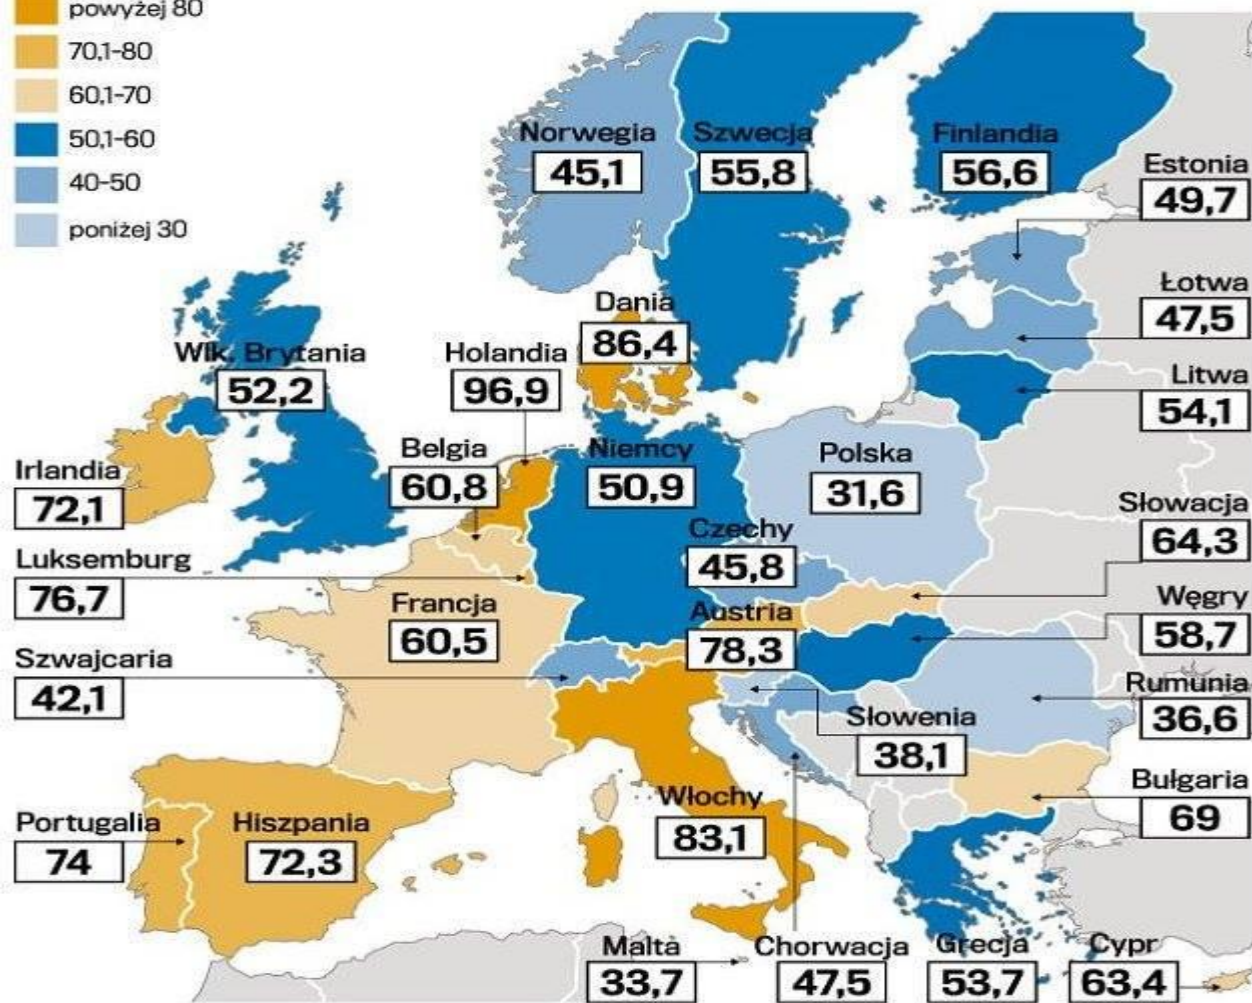 powyżej 80
70,1-80
60,1-70
50,1-60
40-50
poniżej 30
Norwegia
45,1
Szwecja
55,8
Finlandia
56,6
Estonia
49,7
Łotwa
47,5
Litwa
54,1
Dania
86,4
Wlk. Brytania
52,2
Holandia
96,9
Irlandia
72,1
Belgia
60,8
Niemcy
50,9
Polska
31,6
Słowacja
64,3
Czechy
45,8
Luksemburg
76,7
Francja
60,5
Austria
78,3
Węgry
58,7
Szwajcaria
42,1
Rumunia
36,6
Słowenia
38,1
Bułgaria
69
Włochy
83,1
Portugalia
74
Hiszpania
72,3
Malta
33,7
Chorwacja
47,5
Grecja
53,7
Cypr
63,4